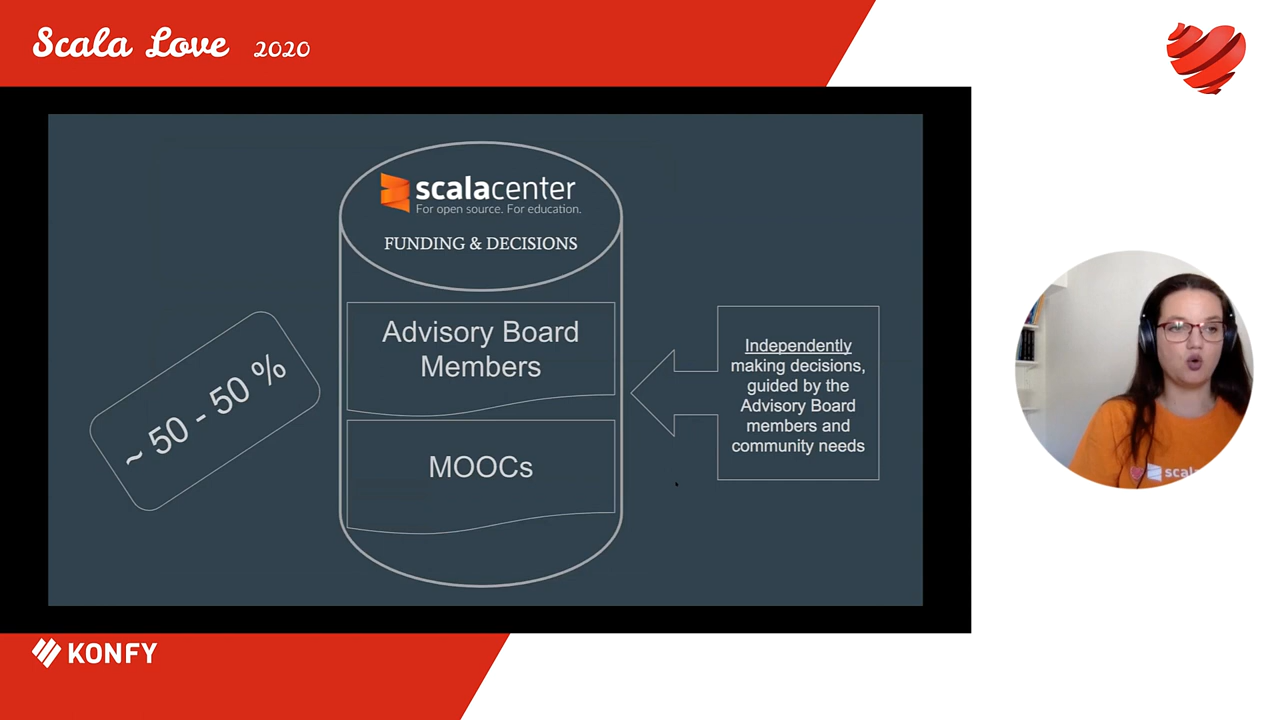 Scala Love 2020
scalacenter
For open source. For education.
FUNDING & DECISIONS
Advisory Board
Members
MOOCs
~ 50 - 50 %
Independently
making decisions,
guided by the
Advisory Board
members and
community needs
scala
KONFY